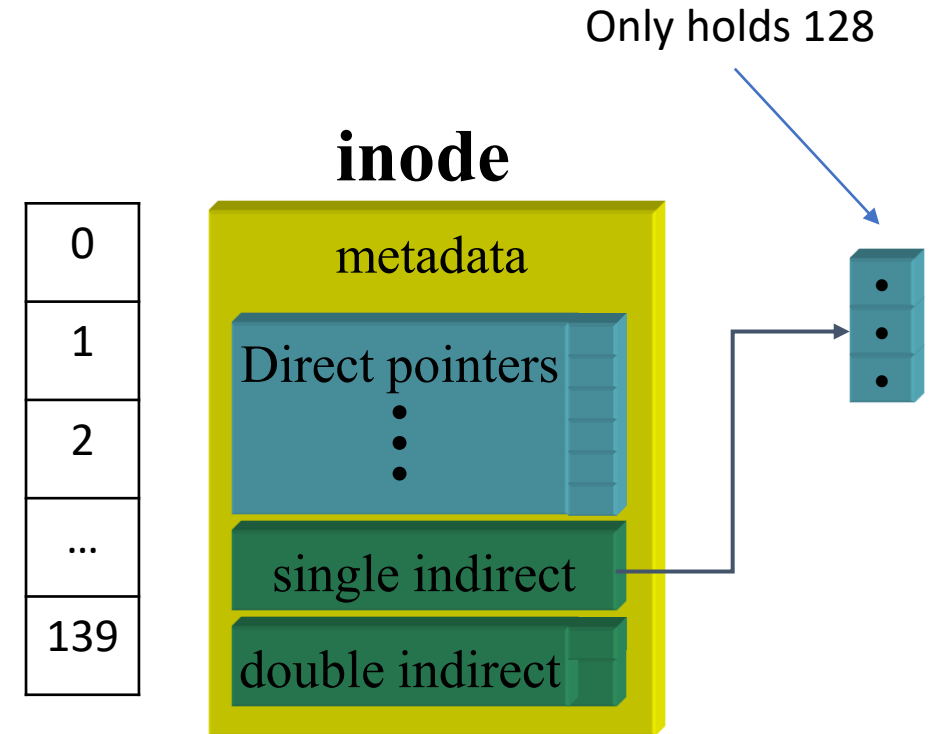 Only holds 128
inode
0
1
2
...
139
metadata
Direct pointers
single indirect
double indirect